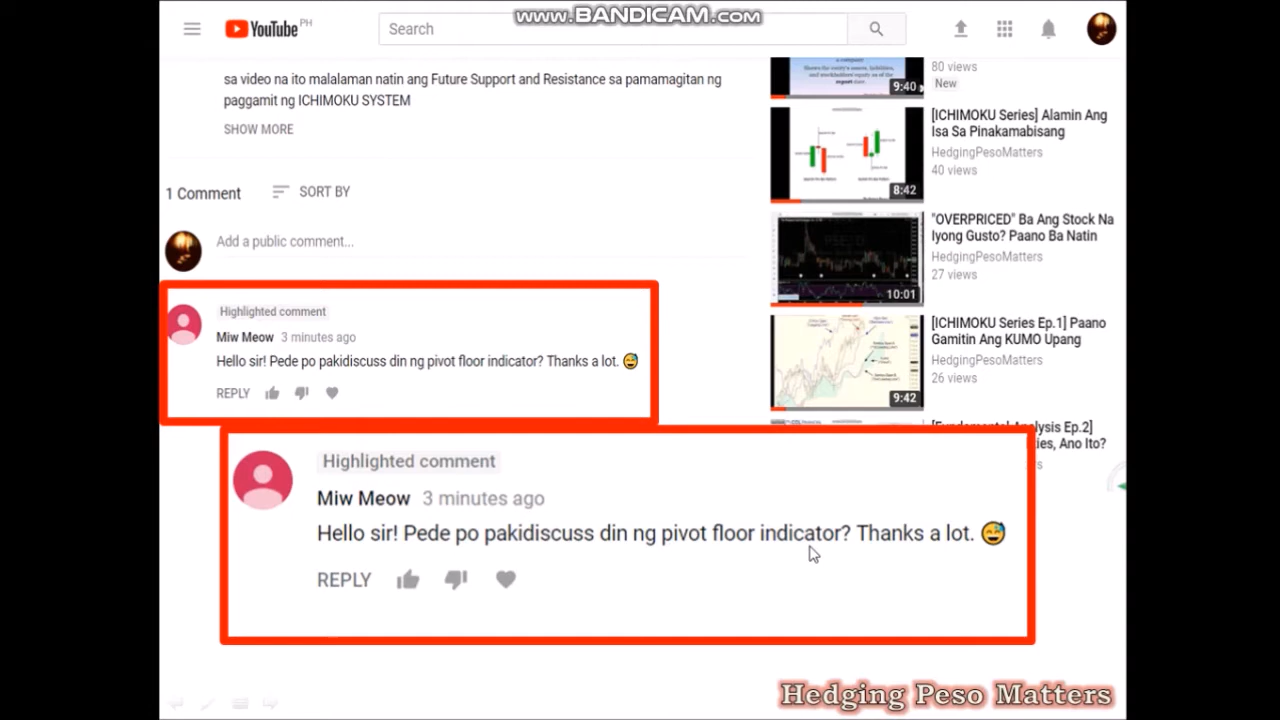 www.BANDICAM.com
YouTube PH
Search
80 views
New
9:40
sa video na ito malalaman natin ang Future Support and Resistance sa pamamagitan ng
paggamit ng ICHIMOKU SYSTEM
SHOW MORE
1 Comment
SORT BY
Add a public comment...
Highlighted comment
Miw Meow 3 minutes ago
Hello sir! Pede po pakidiscuss din ng pivot floor indicator? Thanks a lot. 😅
REPLY
[ICHIMOKU Series] Alamin Ang
Isa Sa Pinakamabisang
HedgingPesoMatters
40 views
8:42
"OVERPRICED" Ba Ang Stock Na
Iyong Gusto? Paano Ba Natin
HedgingPesoMatters
27 views
10:01
[ICHIMOKU Series Ep.1] Paano
Gamitin Ang KUMO Upang
HedgingPesoMatters
26 views
9:42
Ano Ito?
Highlighted comment
Miw Meow 3 minutes ago
Hello sir! Pede po pakidiscuss din ng pivot floor indicator? Thanks a lot. 😅
REPLY
Hedging Peso Matters